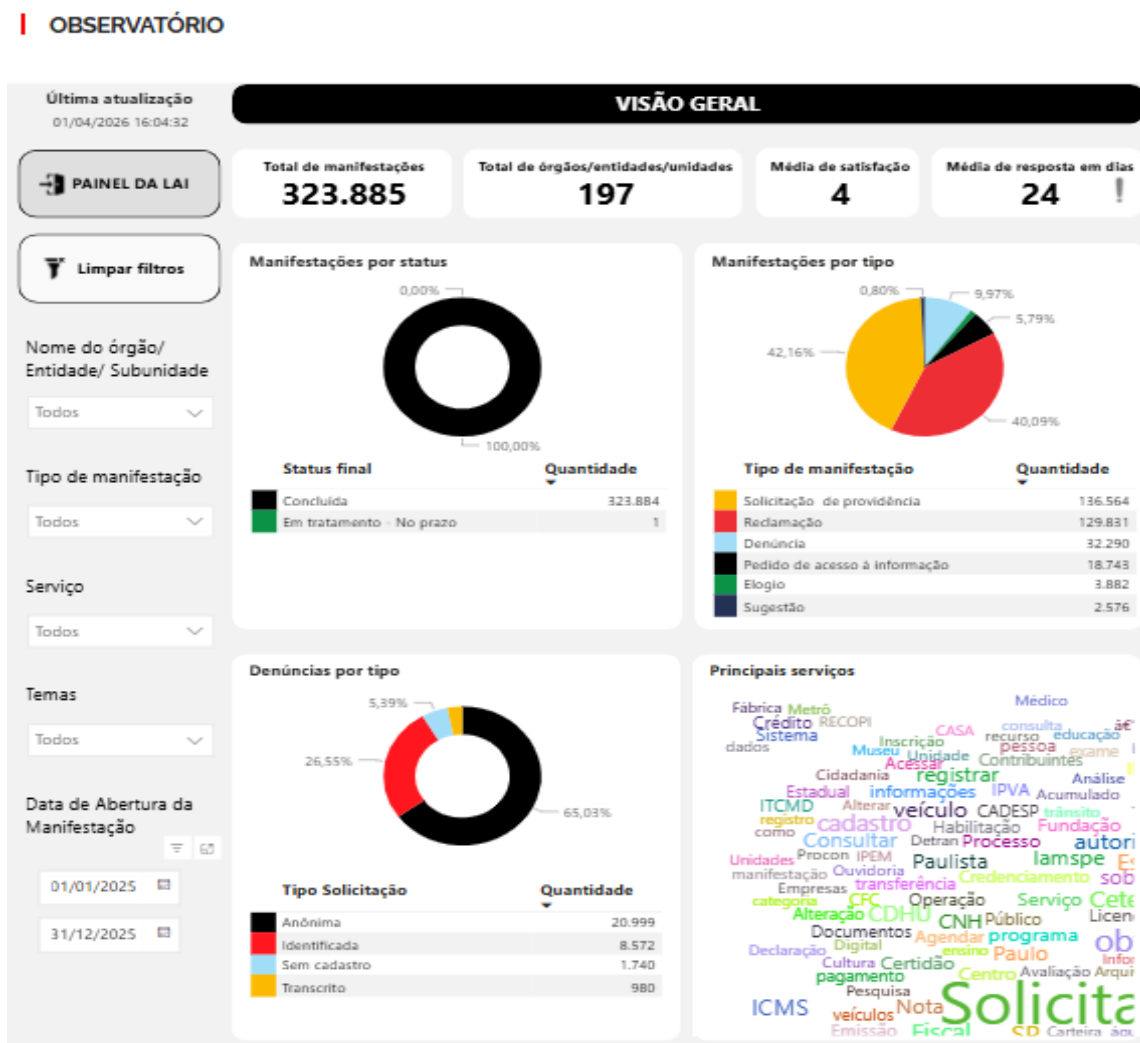 OBSERVATÓRIO
Última atualização
01/04/2026 16:04:32
VISÃO GERAL
PAINEL DA LAI
Limpar filtros
Total de manifestações
323.885
Total de órgãos/entidades/unidades
197
Média de satisfação
4
Média de resposta em dias
24 !
Nome do órgão/
Entidade/ Subunidade
Todos
Tipo de manifestação
Todos
Serviço
Todos
Temas
Todos
Data de Abertura da
Manifestação
01/01/2025
31/12/2025
Manifestações por status
0,00%
100,00%
Status final Quantidade
Concluída 323.884
Em tratamento - No prazo 1
Manifestações por tipo
0,80%
9,97%
5,79%
42,16%
40,09%
Tipo de manifestação Quantidade
Solicitação de providência 136.564
Reclamação 129.831
Denúncia 32.290
Pedido de acesso à informação 18.743
Elogio 3.882
Sugestão 2.576
Denúncias por tipo
5,39%
26,55%
65,03%
Tipo Solicitação Quantidade
Anônima 20.999
Identificada 8.572
Sem cadastro 1.740
Transcrito 980
Principais serviços
Médico
Fábrica Metrô
Crédito RECOPI
Sistema CASA consulta
dados Inscrição recurso educação
Museu Unidade pessoa exame
Acessar Contribuintes
Cidadania registrar Análise
Estadual informações IPVA Acumulado
ITCMD Alterar veículo CADESP trânsito
registro cadastro Habilitação Fundação
como Consultar Detran Processo autori
Unidades Procon IPEM Paulista Iamspe
manifestação Ouvidoria Credenciamento sob
Empresas transferência
categoria CFC Operação Serviço Cete
Alteração CDHU CNH Público Licen
Documentos Agendar programa
Declaração Digital ensino Paulo ob
Cultura Certidão Infor
pagamento Centro Avaliação Arqui
Pesquisa
ICMS veículos Nota Solicita
Emissão Fiscal SP Carteira